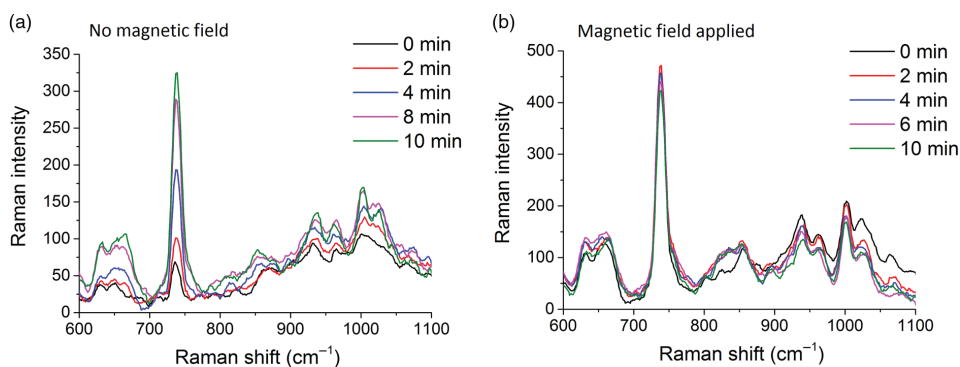 (a)
No magnetic field
0 min
2 min
4 min
8 min
10 min
350
300
250
200
150
100
50
0
Raman intensity
600 700 800 900 1000 1100
Raman shift (cm⁻¹)
(b)
Magnetic field applied
0 min
2 min
4 min
6 min
10 min
500
400
300
200
100
0
Raman intensity
600 700 800 900 1000 1100
Raman shift (cm⁻¹)